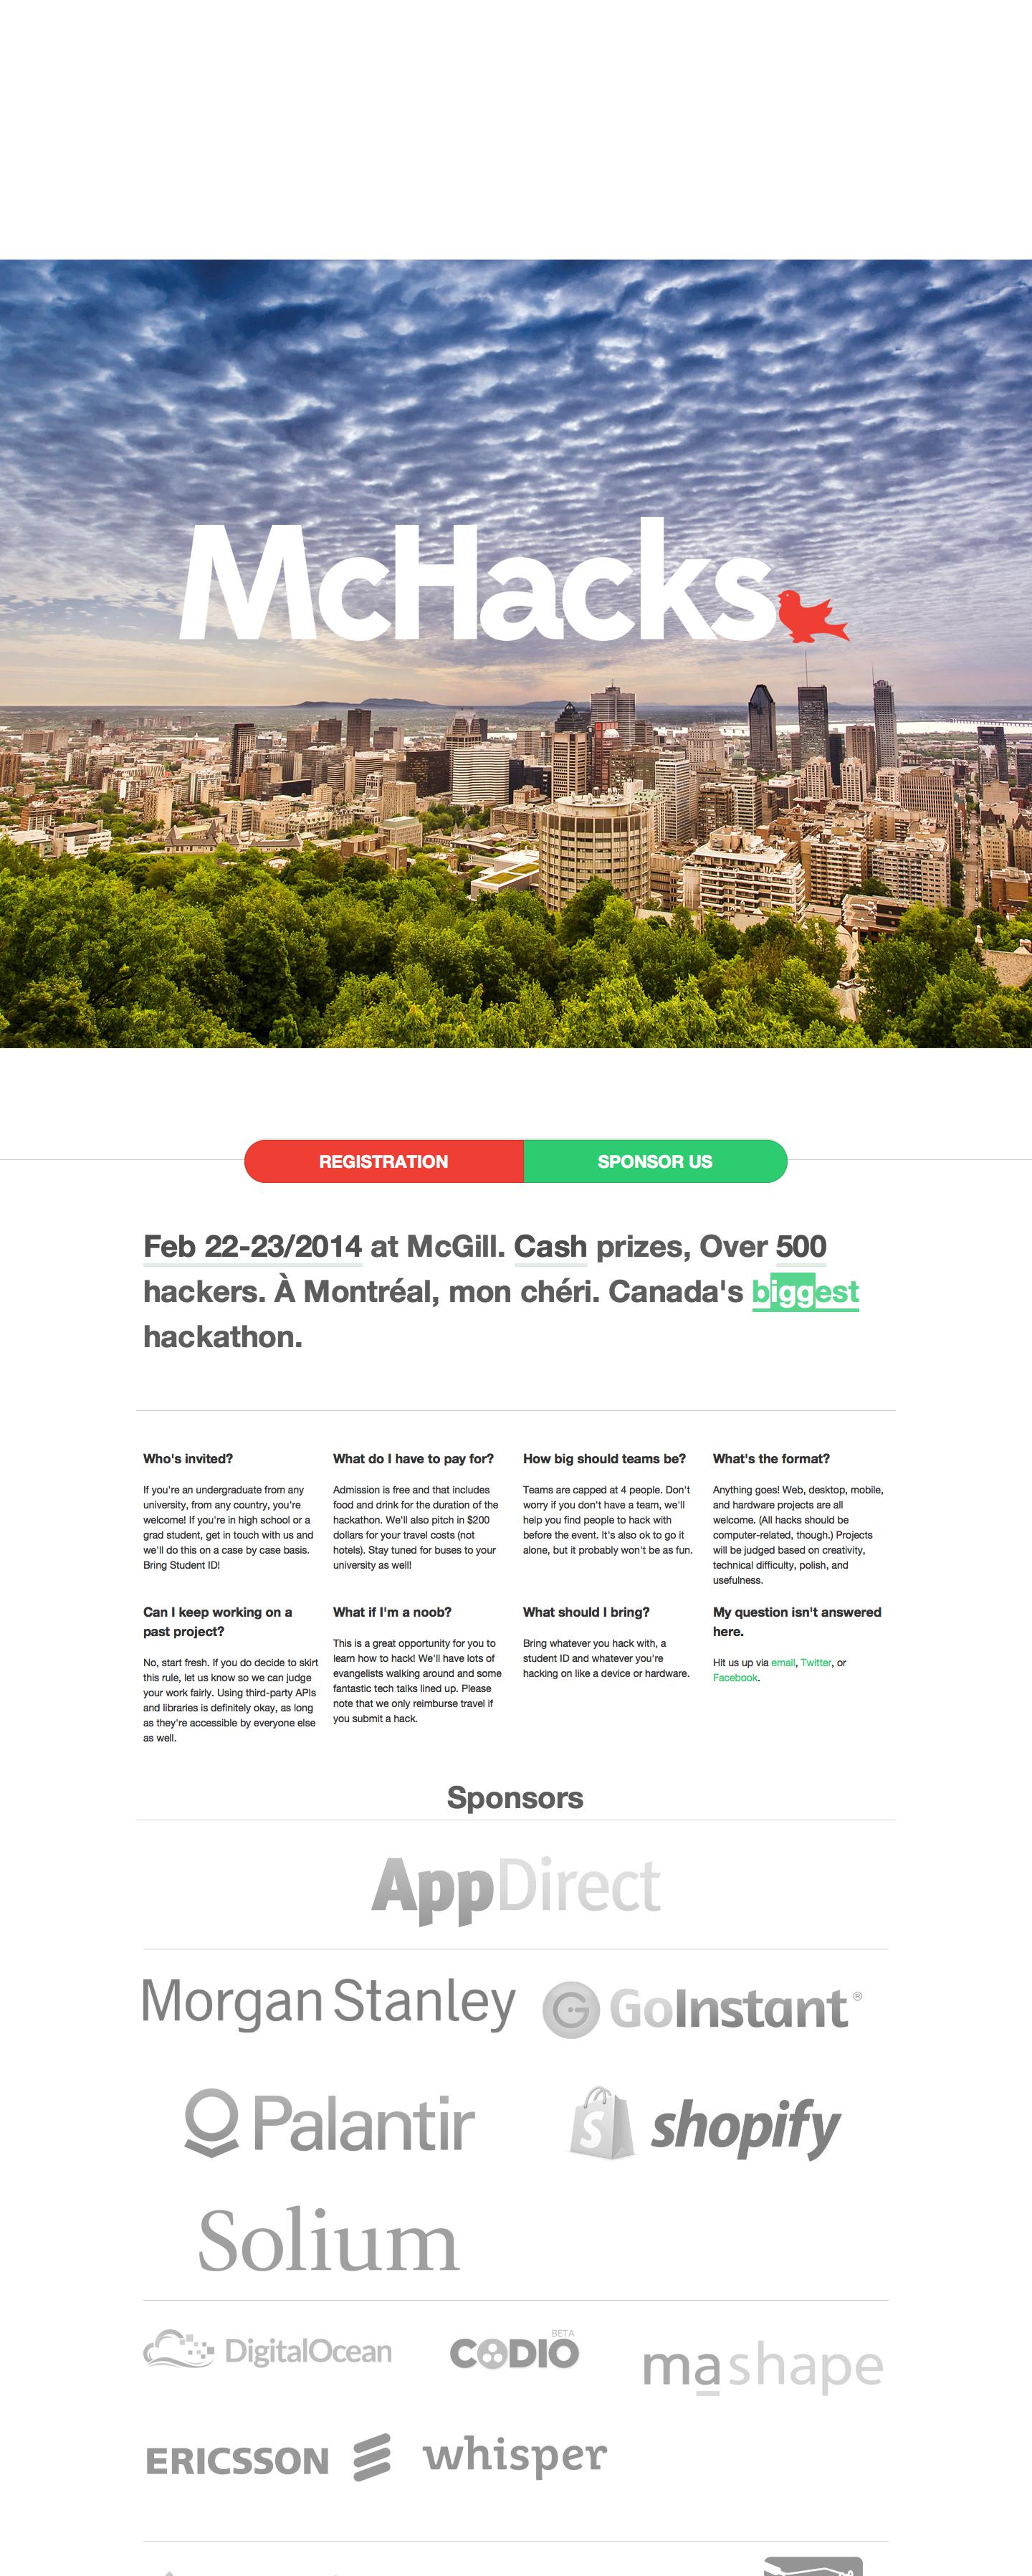 McHacks
REGISTRATION
SPONSOR US
Feb 22-23/2014 at McGill. Cash prizes, Over 500
hackers. À Montréal, mon chéri. Canada's biggest
hackathon.
Who's invited?
If you're an undergraduate from any
university, from any country, you're
welcome! If you're in high school or a
grad student, get in touch with us and
we'll do this on a case by case basis.
Bring Student ID!
What do I have to pay for?
Admission is free and that includes
food and drink for the duration of the
hackathon. We'll also pitch in $200
dollars for your travel costs (not
hotels). Stay tuned for buses to your
university as well!
How big should teams be?
Teams are capped at 4 people. Don't
worry if you don't have a team, we'll
help you find people to hack with
before the event. It's also ok to go it
alone, but it probably won't be as fun.
What's the format?
Anything goes! Web, desktop, mobile,
and hardware projects are all
welcome. (All hacks should be
computer-related, though.) Projects
will be judged based on creativity,
technical difficulty, polish, and
usefulness.
Can I keep working on a
past project?
No, start fresh. If you do decide to skirt
this rule, let us know so we can judge
your work fairly. Using third-party APIs
and libraries is definitely okay, as long
as they're accessible by everyone else
as well.
What if I'm a noob?
This is a great opportunity for you to
learn how to hack! We'll have lots of
evangelists walking around and some
fantastic tech talks lined up. Please
note that we only reimburse travel if
you submit a hack.
What should I bring?
Bring whatever you hack with, a
student ID and whatever you're
hacking on like a device or hardware.
My question isn't answered
here.
Hit us up via email, Twitter, or
Facebook.
Sponsors
AppDirect
Morgan Stanley
GoInstant®
Palantir
shopify
Solium
DigitalOcean
CODIO
BETA
mashape
ERICSSON
whisper